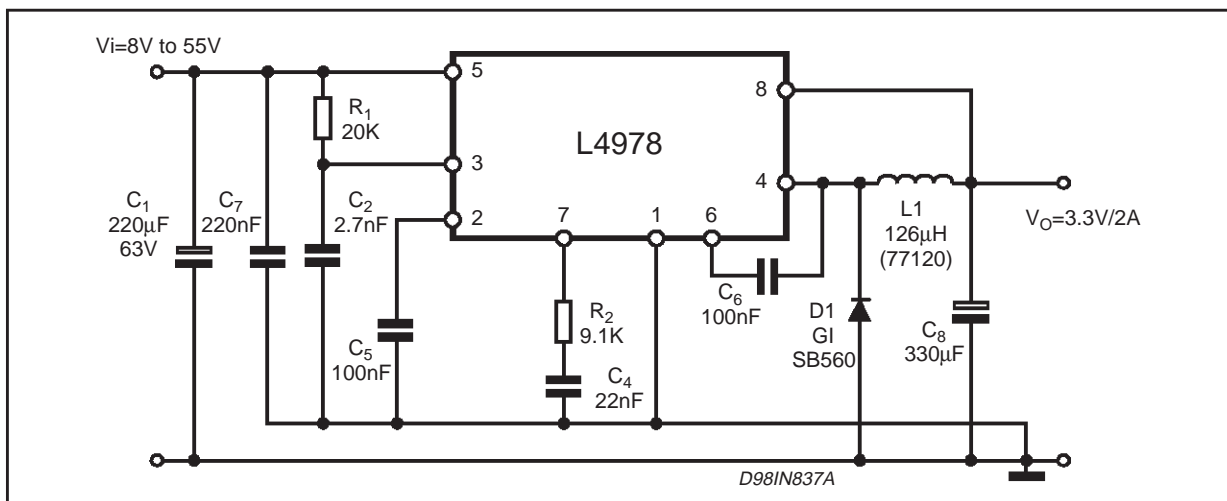 Vi=8V to 55V
5
8
R1
20K
L4978
3
4
C1
220µF
63V
C7
220nF
C2
2.7nF
2
7
1
6
L1
126µH
(77120)
VO=3.3V/2A
C5
100nF
R2
9.1K
C4
22nF
C6
100nF
D1
GI
SB560
C8
330µF
D98IN837A